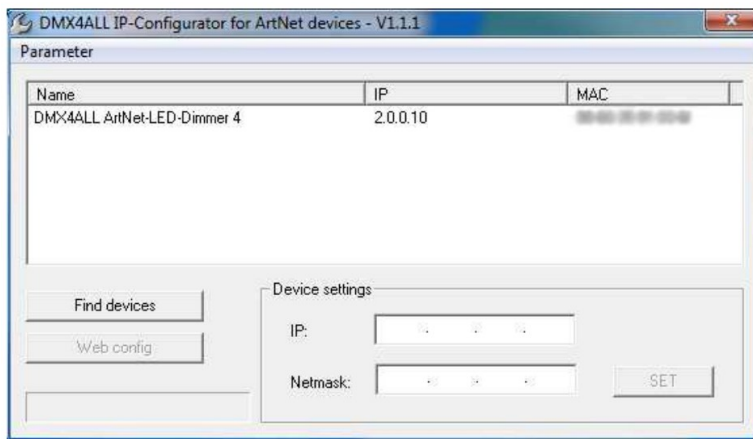 DMX4ALL IP-Configurator for ArtNet devices - V1.1.1
Parameter
Name IP MAC
DMX4ALL ArtNet-LED-Dimmer 4 2.0.0.10
Find devices
Web config
Device settings
IP: . . .
Netmask: . . .
SET